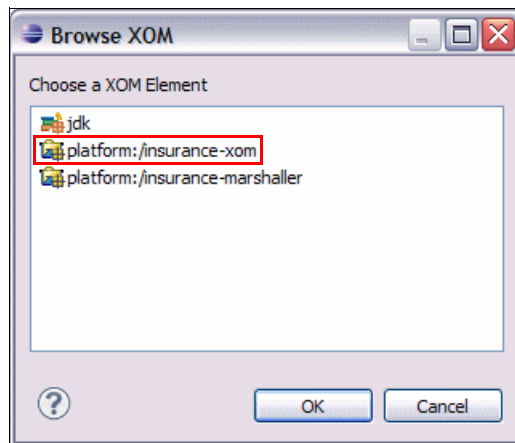 Browse XOM
Choose a XOM Element
jdk
platform:/insurance-xom
platform:/insurance-marshaller
?
OK
Cancel